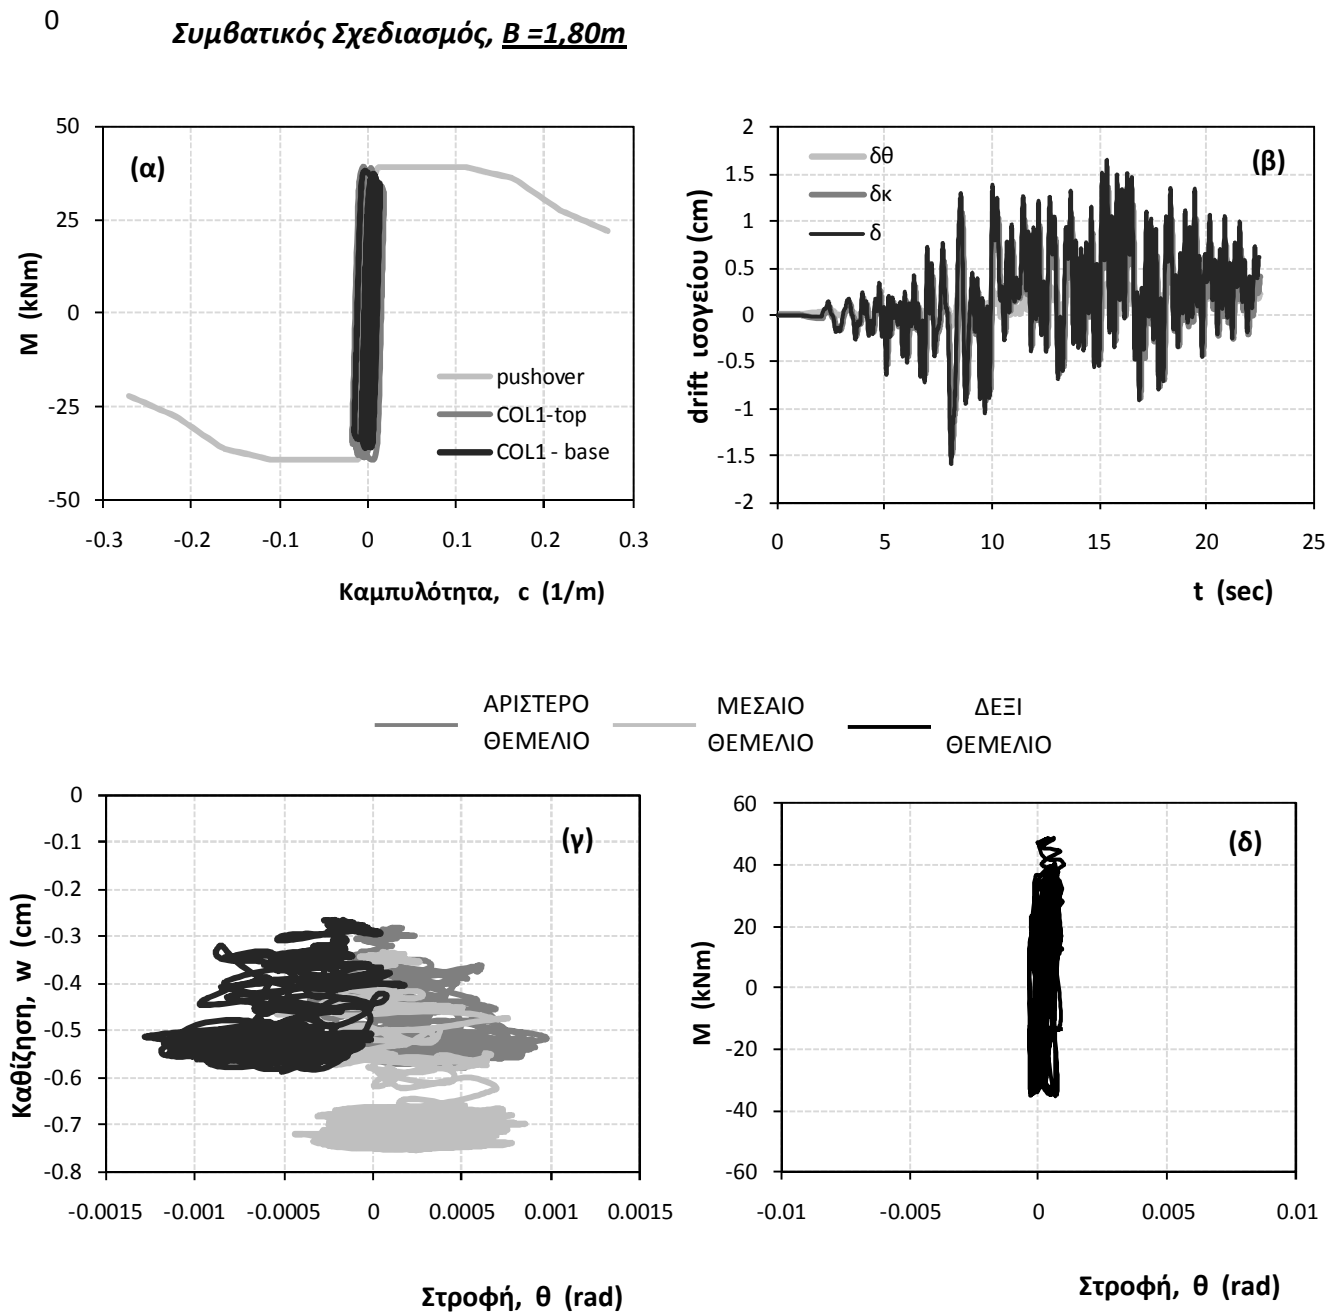 0
Συμβατικός Σχεδιασμός, B =1,80m
50
25
0
-25
-50
M (kNm)
(α)
pushover
COL1-top
COL1 - base
-0.3 -0.2 -0.1 0 0.1 0.2 0.3
Καμπυλότητα, c (1/m)
2
1.5
1
0.5
0
-0.5
-1
-1.5
-2
drift ισογείου (cm)
(β)
δθ
δκ
δ
0 5 10 15 20 25
t (sec)
ΑΡΙΣΤΕΡΟ ΘΕΜΕΛΙΟ
ΜΕΣΑΙΟ ΘΕΜΕΛΙΟ
ΔΕΞΙ ΘΕΜΕΛΙΟ
0
-0.1
-0.2
-0.3
-0.4
-0.5
-0.6
-0.7
-0.8
Καθίζηση, w (cm)
(γ)
-0.0015 -0.001 -0.0005 0 0.0005 0.001 0.0015
Στροφή, θ (rad)
60
40
20
0
-20
-40
-60
M (kNm)
(δ)
-0.01 -0.005 0 0.005 0.01
Στροφή, θ (rad)